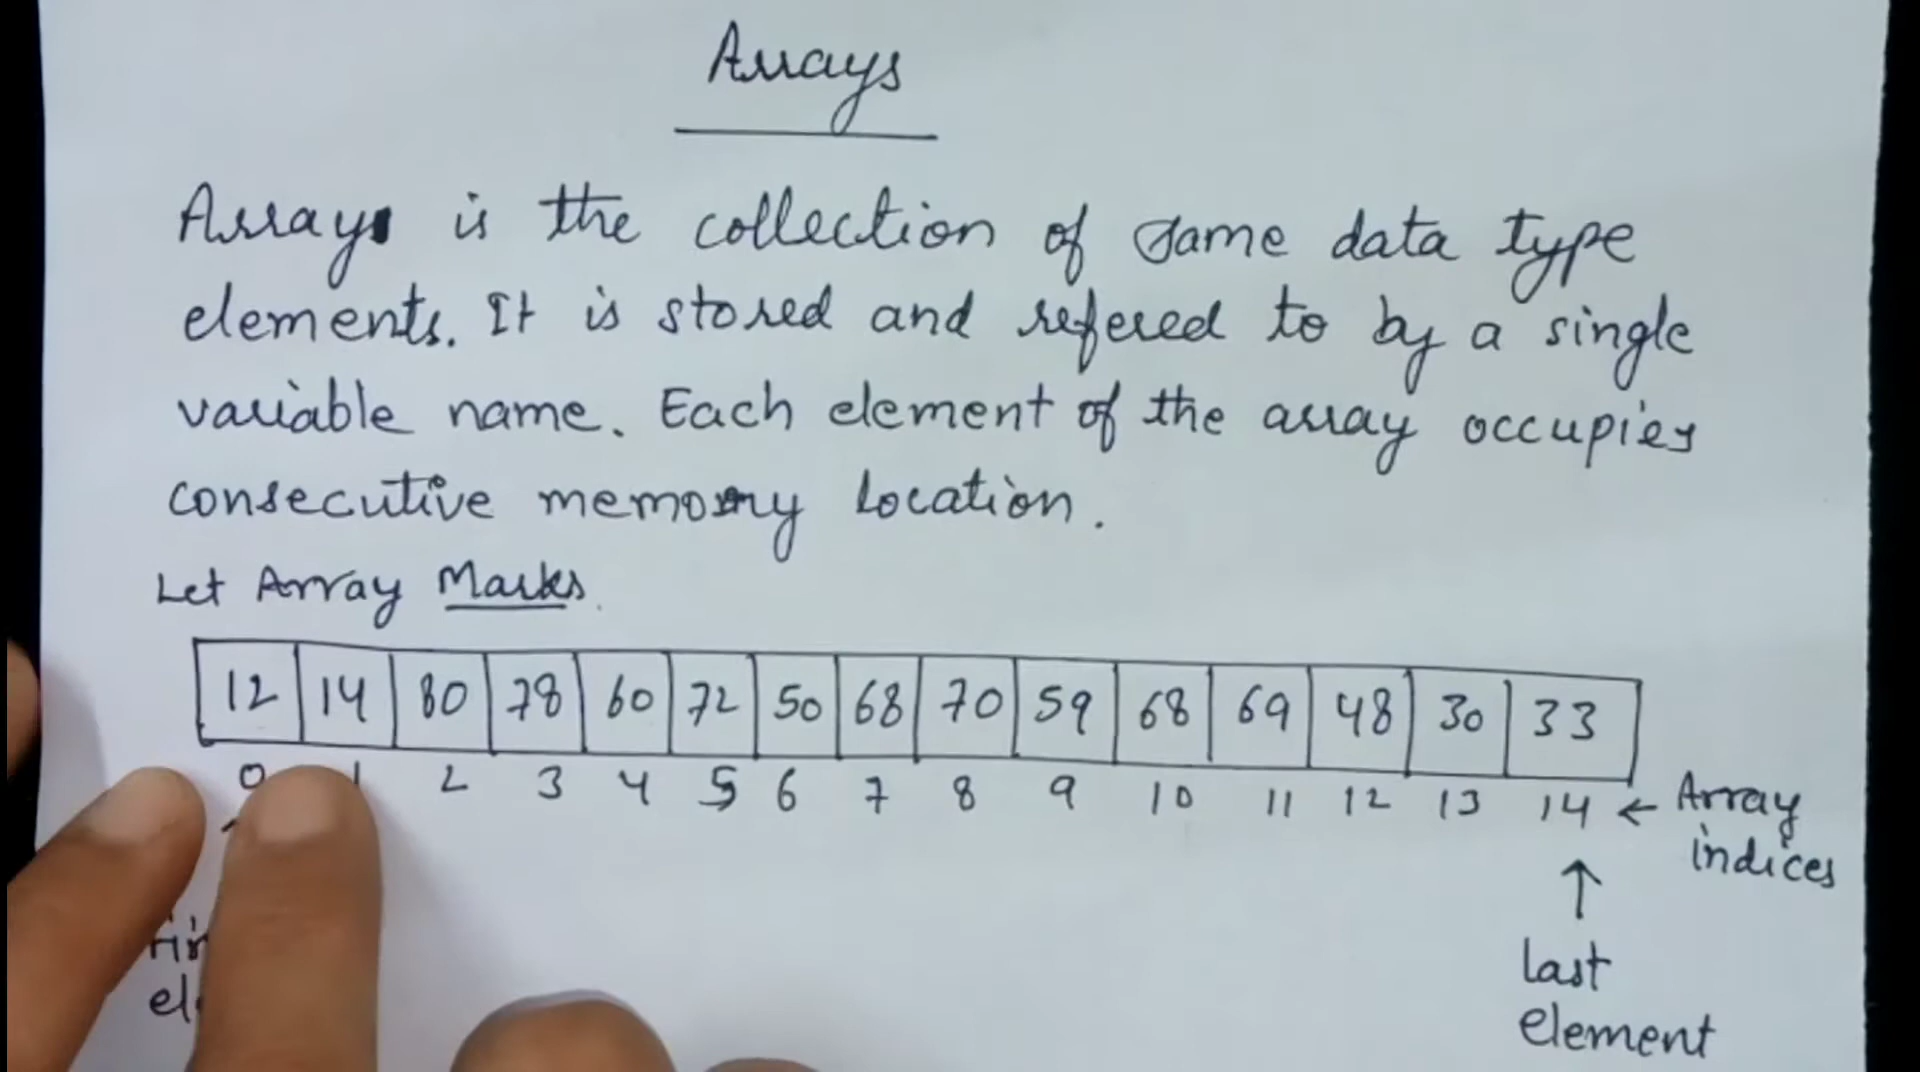 Arrays
Array is the collection of same data type
elements. It is stored and refered to by a single
variable name. Each element of the array occupies
consecutive memory location.
Let Array Marks.
12 14 80 78 60 72 50 68 70 59 68 69 48 30 33
0 1 2 3 4 5 6 7 8 9 10 11 12 13 14 ← Array
indices
↑
last
element